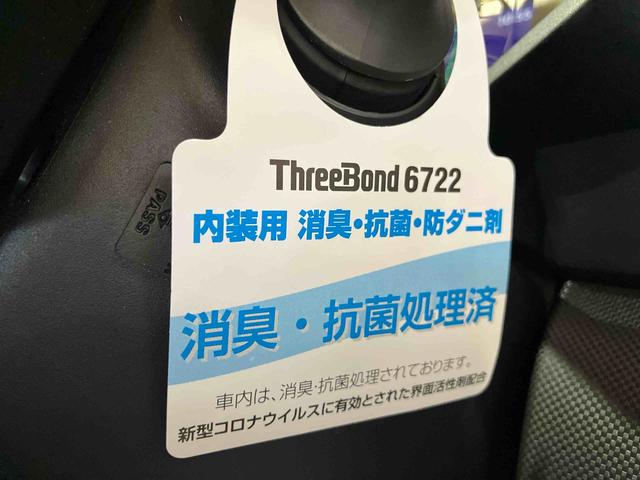 ThreeBond 6722
内装用 消臭・抗菌・防ダニ剤
消臭・抗菌処理済
車内は、消臭・抗菌処理されております。
新型コロナウイルスに有効とされた界面活性剤配合
PASS